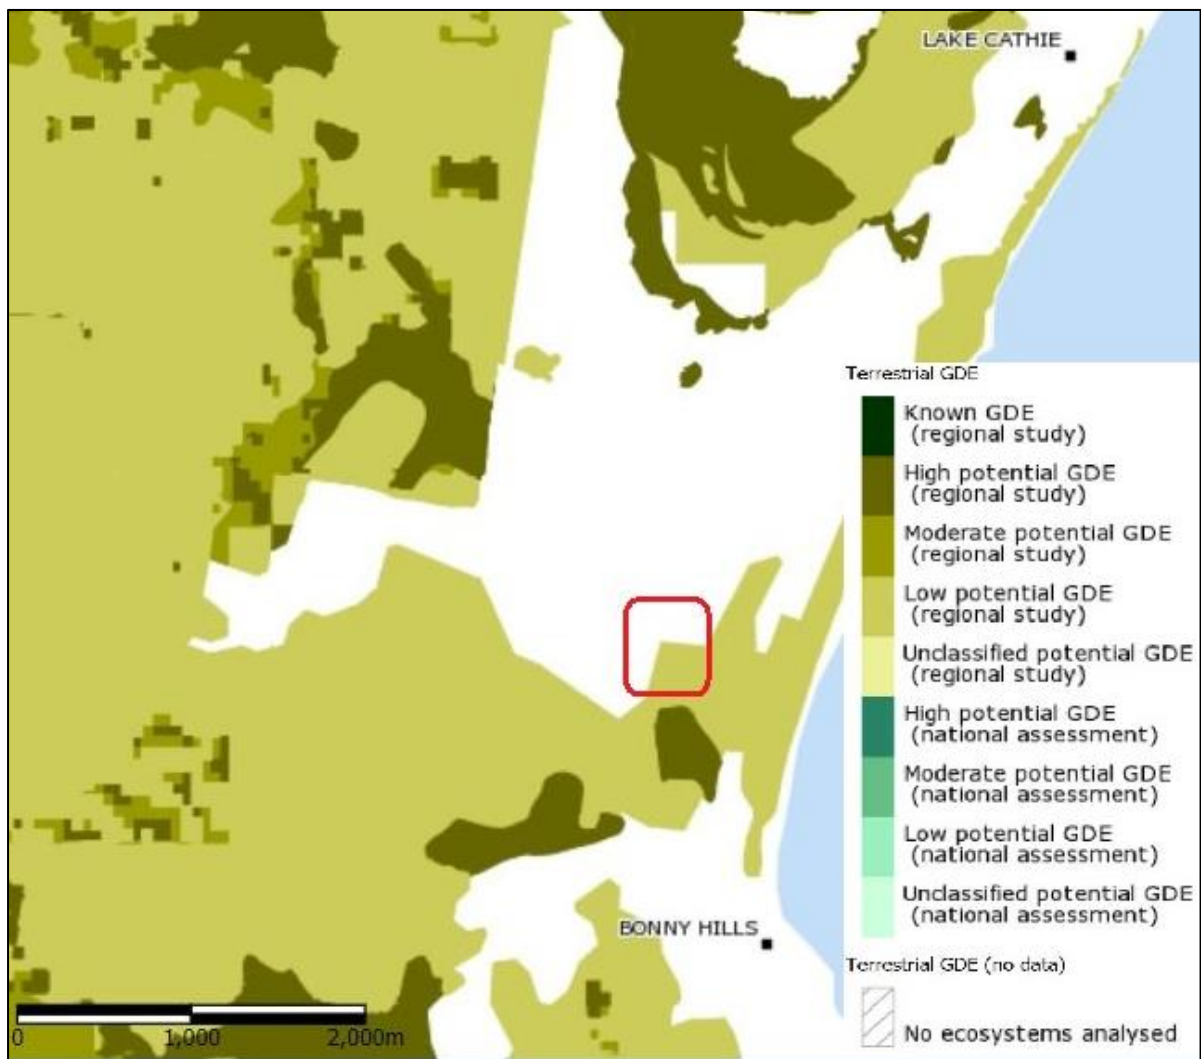 LAKE CATHIE
Terrestrial GDE
Known GDE
(regional study)
High potential GDE
(regional study)
Moderate potential GDE
(regional study)
Low potential GDE
(regional study)
Unclassified potential GDE
(regional study)
High potential GDE
(national assessment)
Moderate potential GDE
(national assessment)
Low potential GDE
(national assessment)
Unclassified potential GDE
(national assessment)
BONNY HILLS
Terrestrial GDE (no data)
No ecosystems analysed
0 1,000 2,000m